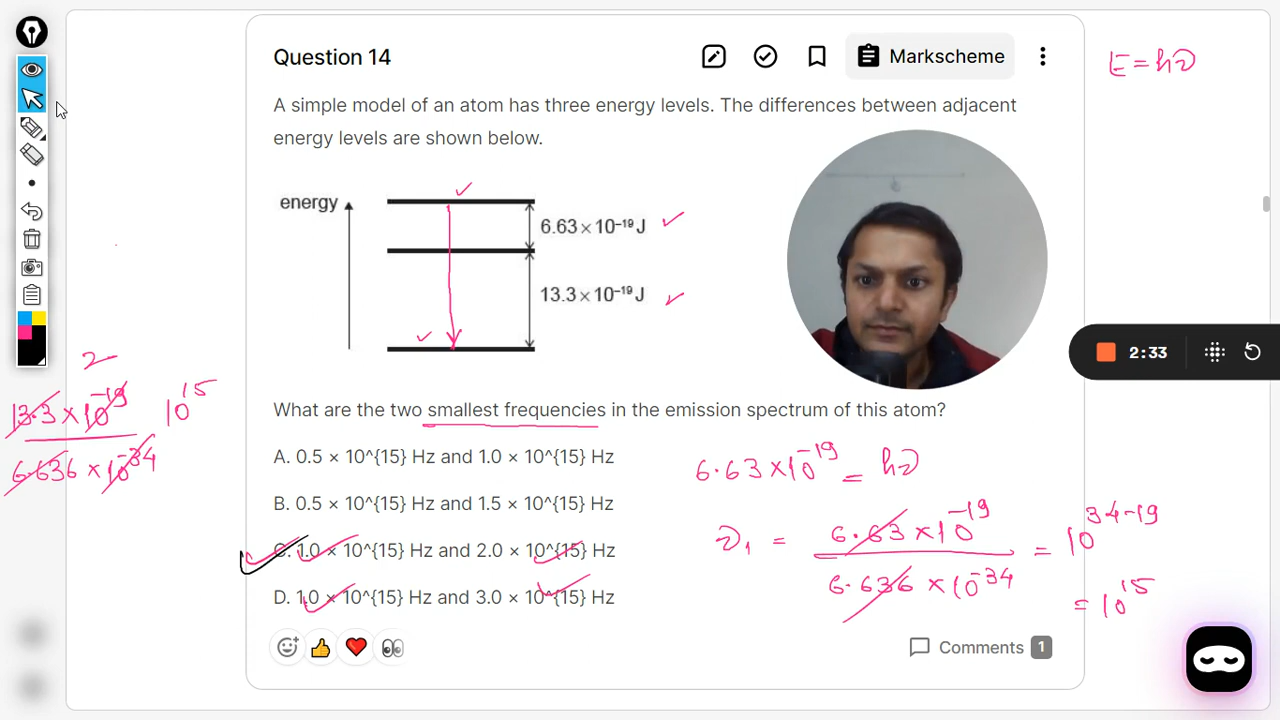 Question 14
Markscheme
E = hν
A simple model of an atom has three energy levels. The differences between adjacent
energy levels are shown below.
energy
6.63 × 10⁻¹⁹ J
13.3 × 10⁻¹⁹ J
2:33
2
13.3 × 10⁻¹⁹ 10¹⁵
6.636 × 10⁻³⁴
What are the two smallest frequencies in the emission spectrum of this atom?
A. 0.5 × 10^{15} Hz and 1.0 × 10^{15} Hz
B. 0.5 × 10^{15} Hz and 1.5 × 10^{15} Hz
C. 1.0 × 10^{15} Hz and 2.0 × 10^{15} Hz
D. 1.0 × 10^{15} Hz and 3.0 × 10^{15} Hz
6.63 × 10⁻¹⁹ = hν
ν₁ = 6.63 × 10⁻¹⁹ = 10³⁴⁻¹⁹
6.636 × 10⁻³⁴
= 10¹⁵
Comments 1